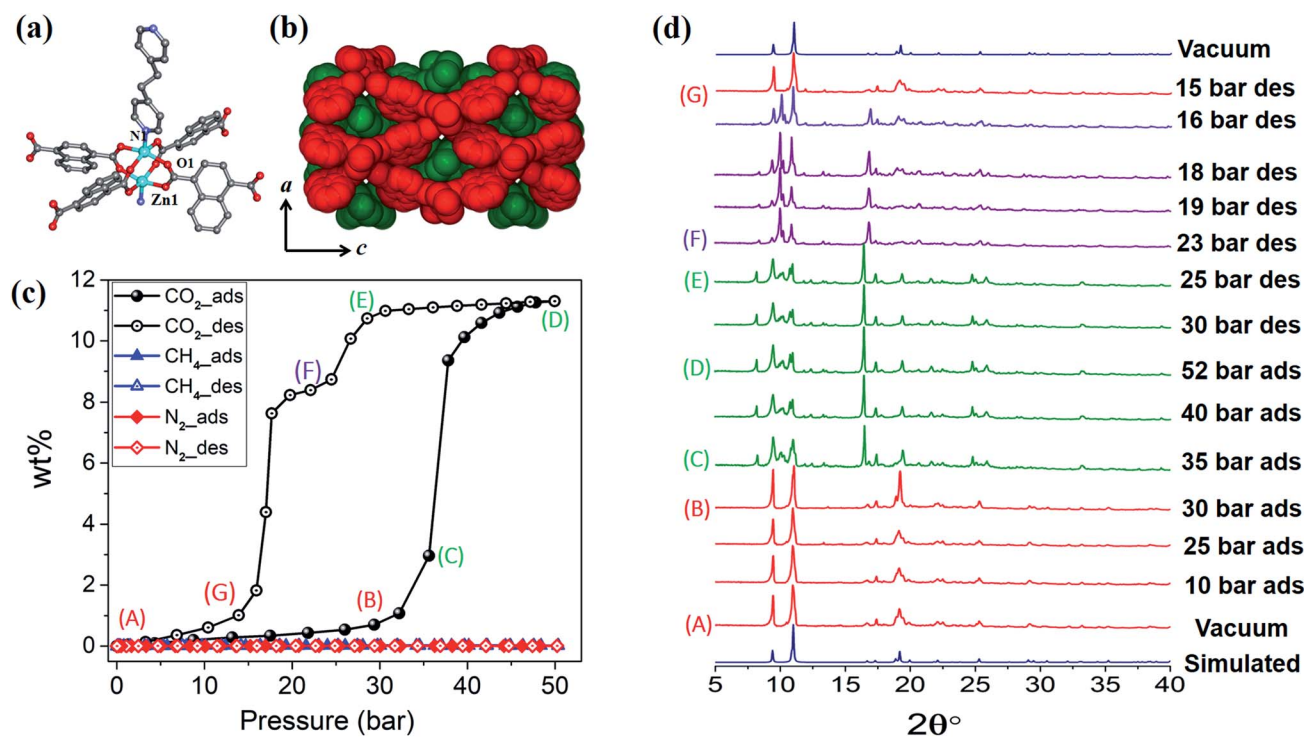 (a)
N1
O1
Zn1
(b)
a
c
(c)
CO2_ads
CO2_des
CH4_ads
CH4_des
N2_ads
N2_des
(A)
(B)
(C)
(D)
(E)
(F)
(G)
12
10
8
6
4
2
0
wt%
0 10 20 30 40 50
Pressure (bar)
(d)
Vacuum
(G) 15 bar des
16 bar des
18 bar des
19 bar des
(F) 23 bar des
(E) 25 bar des
30 bar des
(D) 52 bar ads
40 bar ads
(C) 35 bar ads
(B) 30 bar ads
25 bar ads
10 bar ads
(A) Vacuum
Simulated
5 10 15 20 25 30 35 40
2θ°